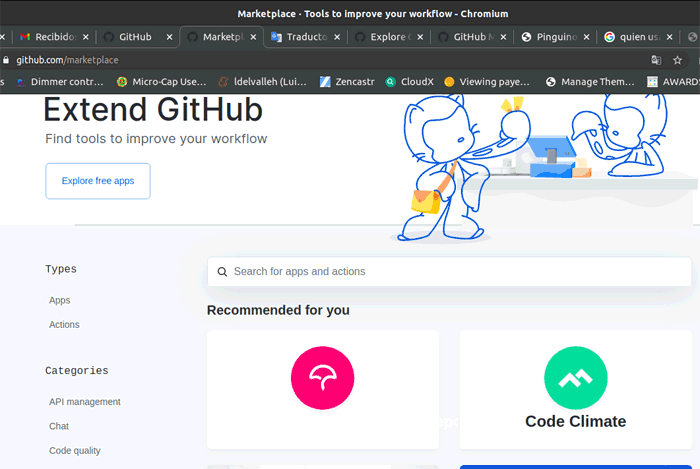 Marketplace · Tools to improve your workflow - Chromium
Recibido: GitHub Marketpl Traducto Explore G GitHub M Pinguino quien usa
github.com/marketplace
s Dimmer contr... Micro-Cap Use... ldelvalleh (Lui... Zencastr CloudX Viewing paye... Manage Them... AWARDS
Extend GitHub
Find tools to improve your workflow
Explore free apps
Types
Search for apps and actions
Apps
Recommended for you
Actions
Categories
API management
Chat
Code Climate
Code quality